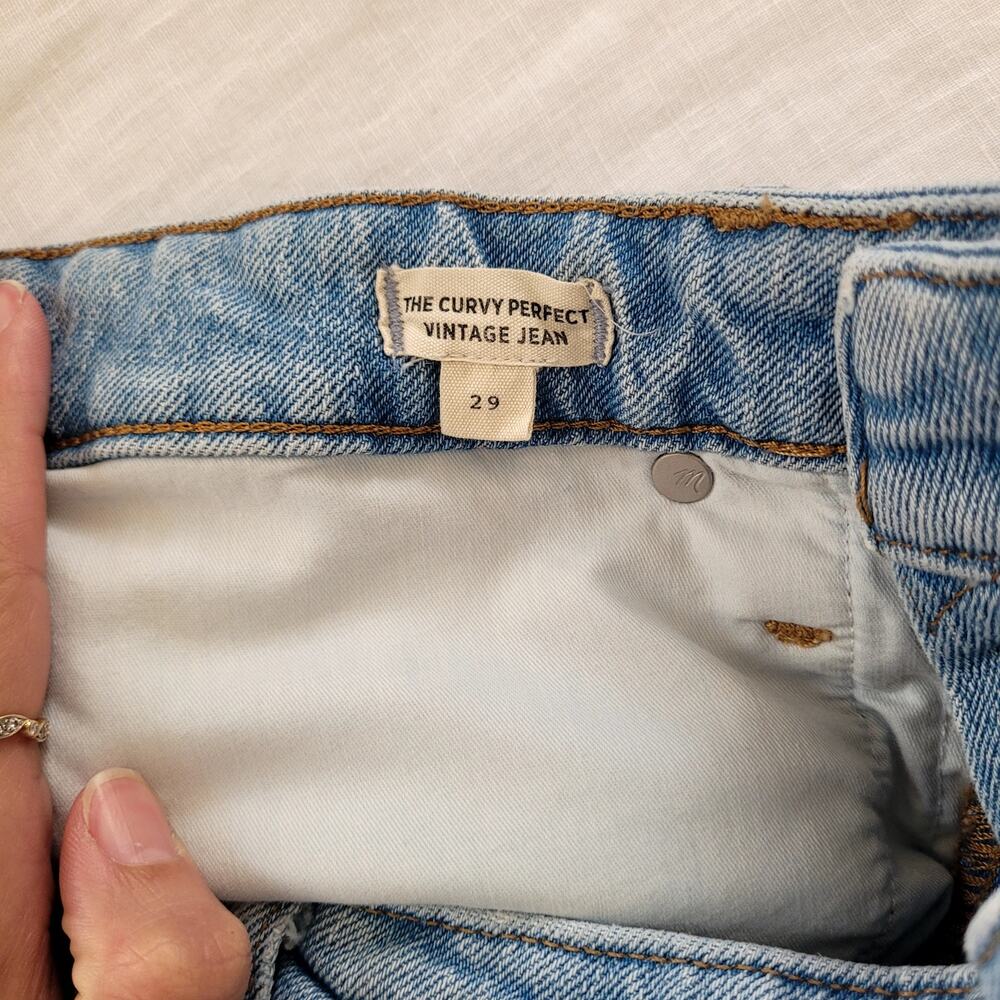 THE CURVY PERFECT
VINTAGE JEAN
29
m